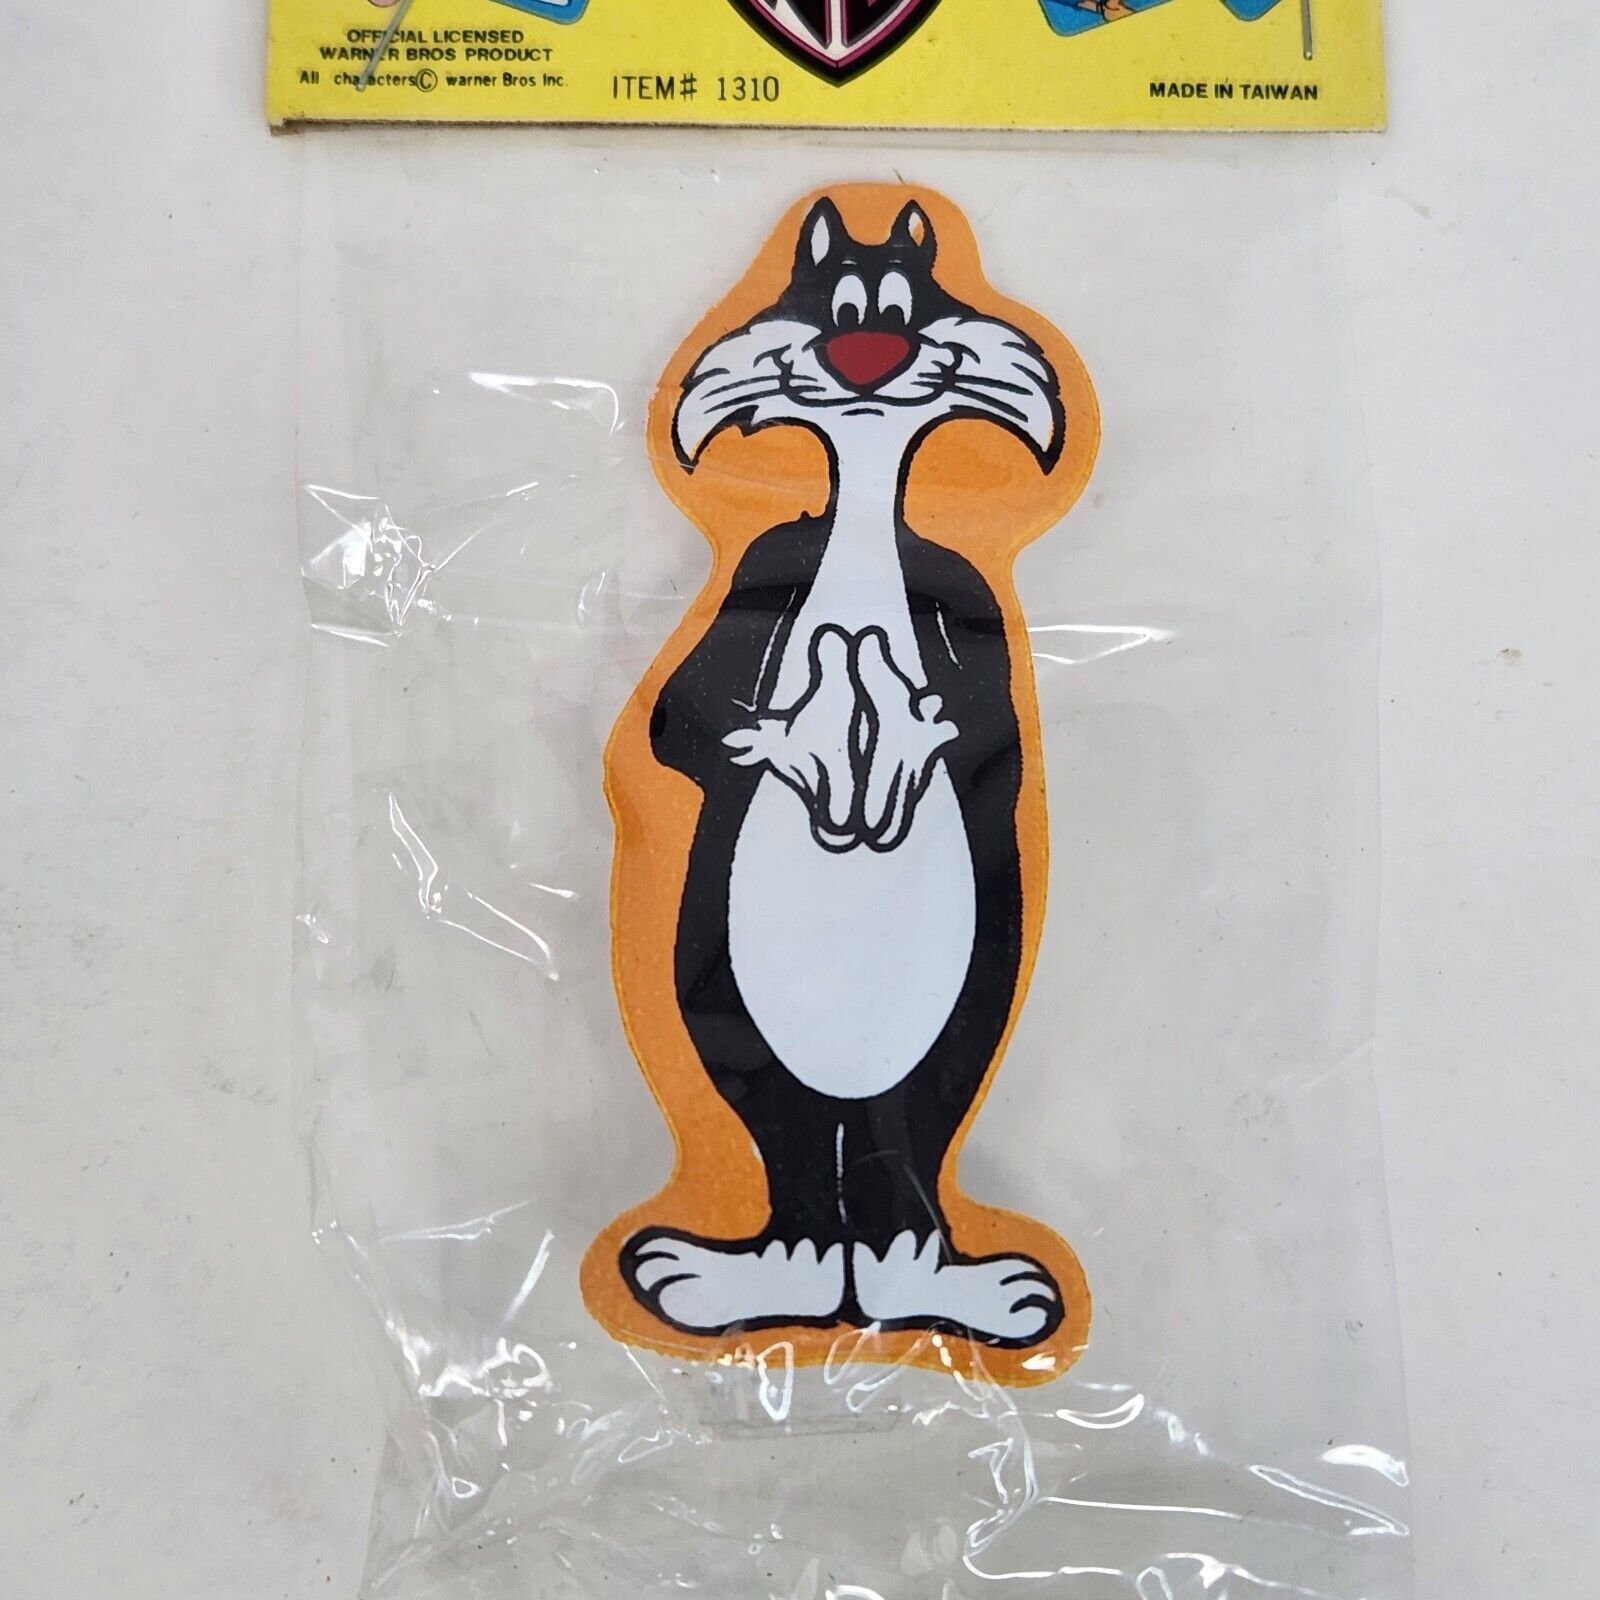 OFFICIAL LICENSED
WARNER BROS PRODUCT
All characters© warner Bros Inc.
ITEM# 1310
MADE IN TAIWAN